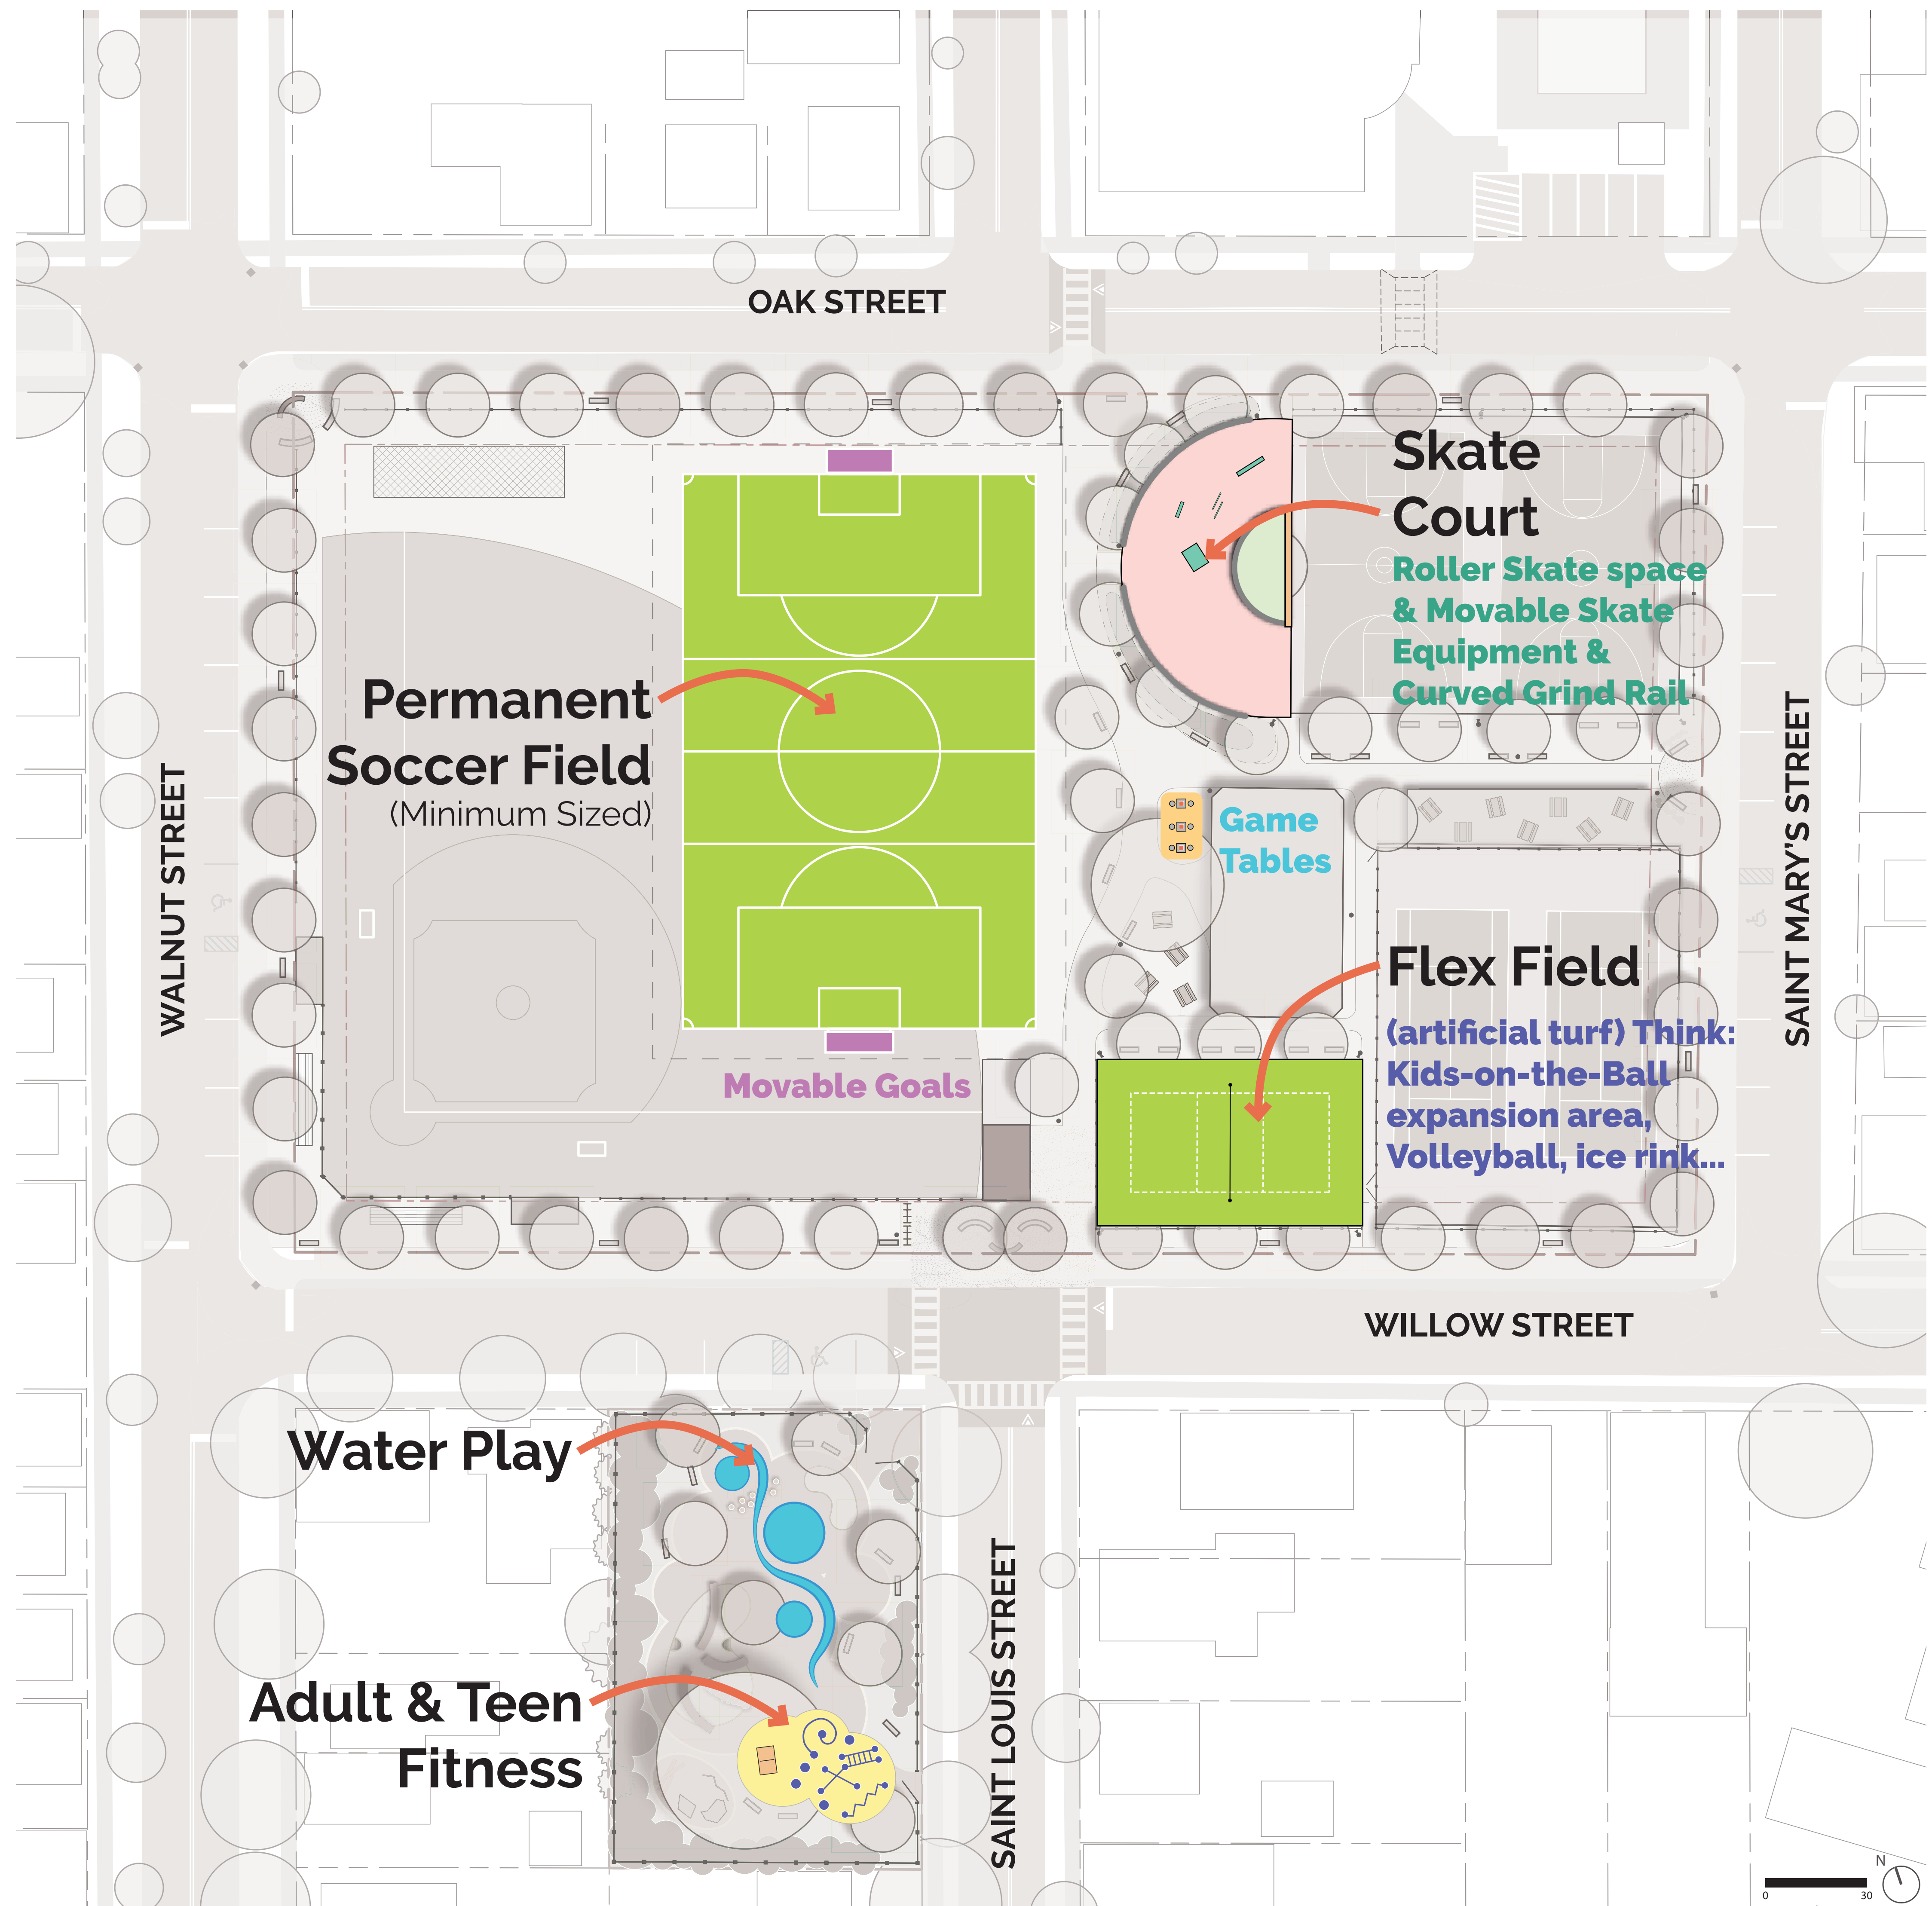 OAK STREET
Skate
Court
Roller Skate space
& Movable Skate
Equipment &
Curved Grind Rail
Permanent
Soccer Field
(Minimum Sized)
Game
Tables
WALNUT STREET
SAINT MARY'S STREET
Flex Field
(artificial turf) Think:
Kids-on-the-Ball
expansion area,
Volleyball, ice rink...
Movable Goals
WILLOW STREET
Water Play
SAINT LOUIS STREET
Adult & Teen
Fitness
N
0 30